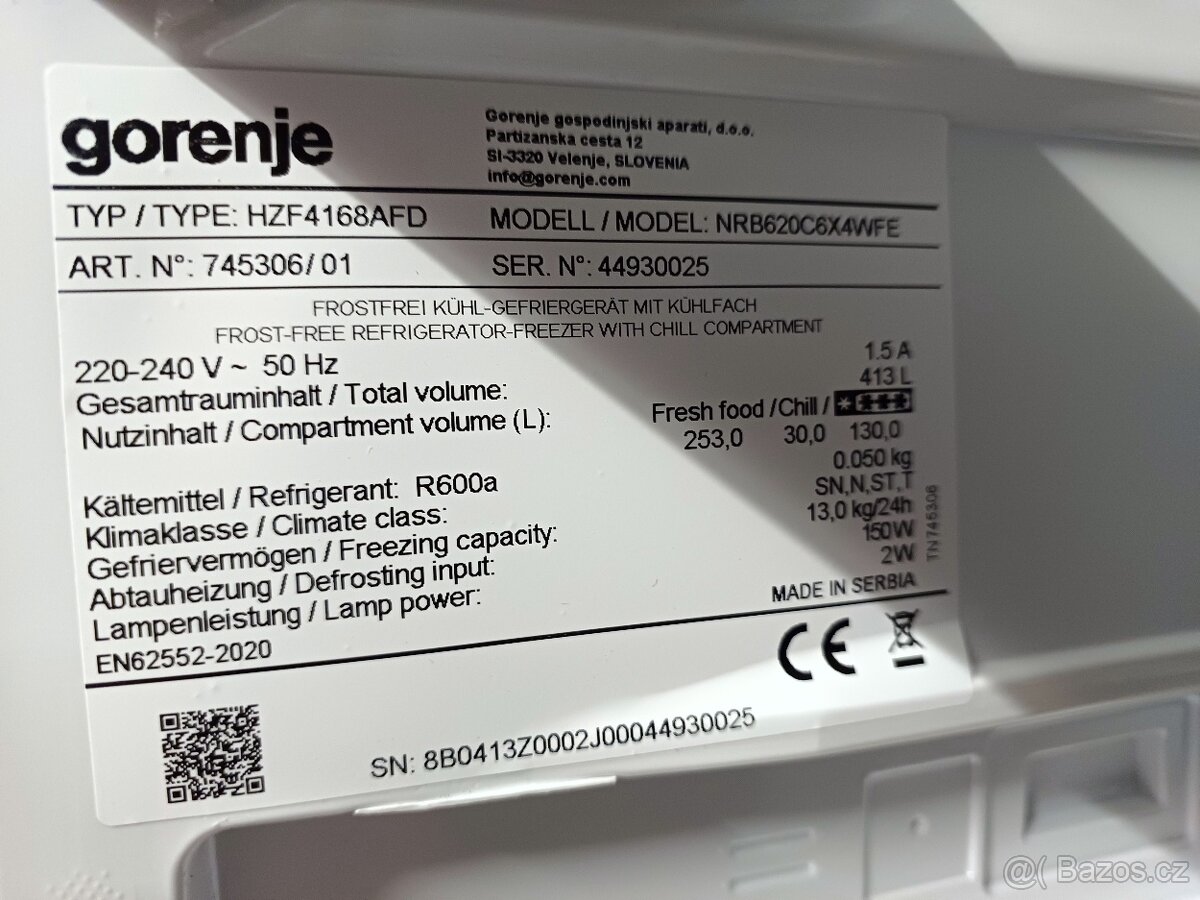 gorenje
Gorenje gospodinjski aparati, d.o.o.
Partizanska cesta 12
SI-3320 Velenje, SLOVENIA
info@gorenje.com
TYP / TYPE: HZF4168AFD MODELL / MODEL: NRB620C6X4WFE
ART. N°: 745306/01 SER. N°: 44930025
FROSTFREI KÜHL-GEFRIERGERÄT MIT KÜHLFACH
FROST-FREE REFRIGERATOR-FREEZER WITH CHILL COMPARTMENT
220-240 V ~ 50 Hz 1.5 A
Gesamtrauminhalt / Total volume: 413 L
Nutzinhalt / Compartment volume (L): Fresh food /Chill /
253,0 30,0 130,0
Kältemittel / Refrigerant: R600a 0.050 kg
Klimaklasse / Climate class: SN,N,ST,T
Gefriervermögen / Freezing capacity: 13,0 kg/24h
Abtauheizung / Defrosting input: 150W
Lampenleistung / Lamp power: 2W
TN745306
EN62552-2020 MADE IN SERBIA
CE
SN: 8B0413Z0002J00044930025
@( Bazos.cz